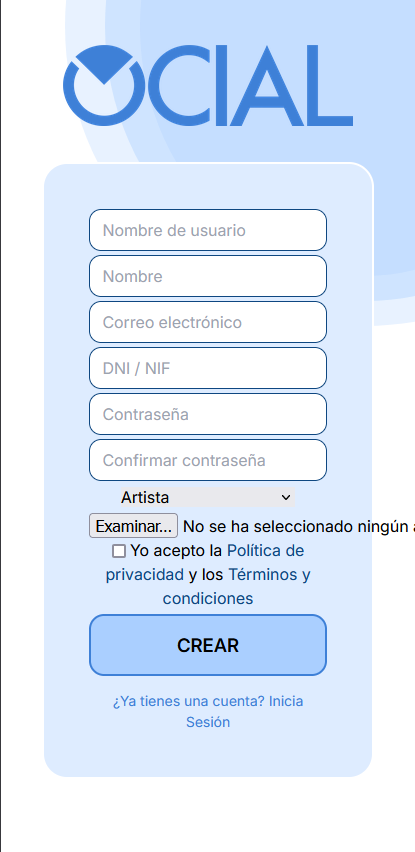 OCIAL
Nombre de usuario
Nombre
Correo electrónico
DNI / NIF
Contraseña
Confirmar contraseña
Artista
Examinar... No se ha seleccionado ningún
Yo acepto la Política de
privacidad y los Términos y
condiciones
CREAR
¿Ya tienes una cuenta? Inicia
Sesión